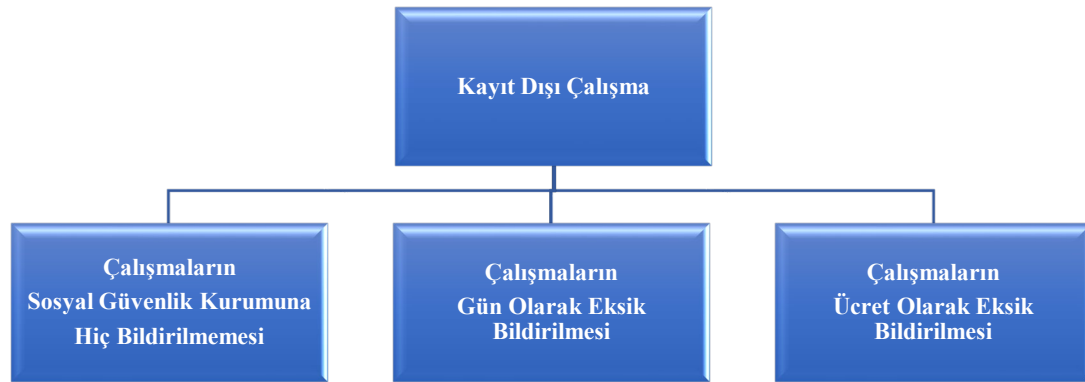 Kayıt Dışı Çalışma
Çalışmaların
Sosyal Güvenlik Kurumuna
Hiç Bildirilmemesi
Çalışmaların
Gün Olarak Eksik
Bildirilmesi
Çalışmaların
Ücret Olarak Eksik
Bildirilmesi